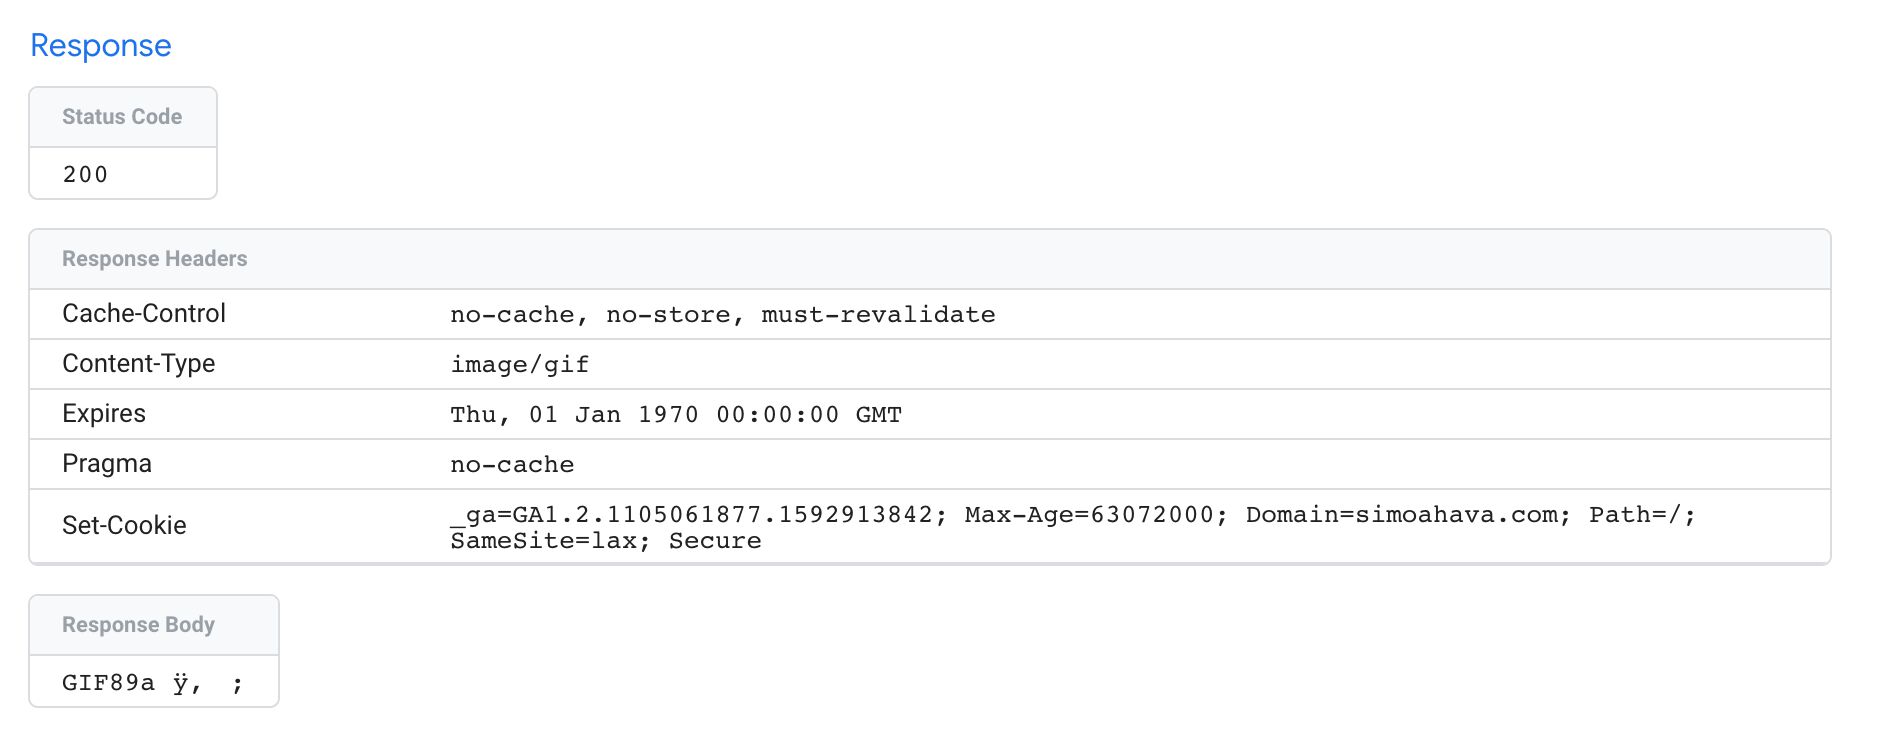 Response
Status Code
200
Response Headers
Cache-Control no-cache, no-store, must-revalidate
Content-Type image/gif
Expires Thu, 01 Jan 1970 00:00:00 GMT
Pragma no-cache
Set-Cookie _ga=GA1.2.1105061877.1592913842; Max-Age=63072000; Domain=simoahava.com; Path=/;
SameSite=lax; Secure
Response Body
GIF89a ÿ, ;